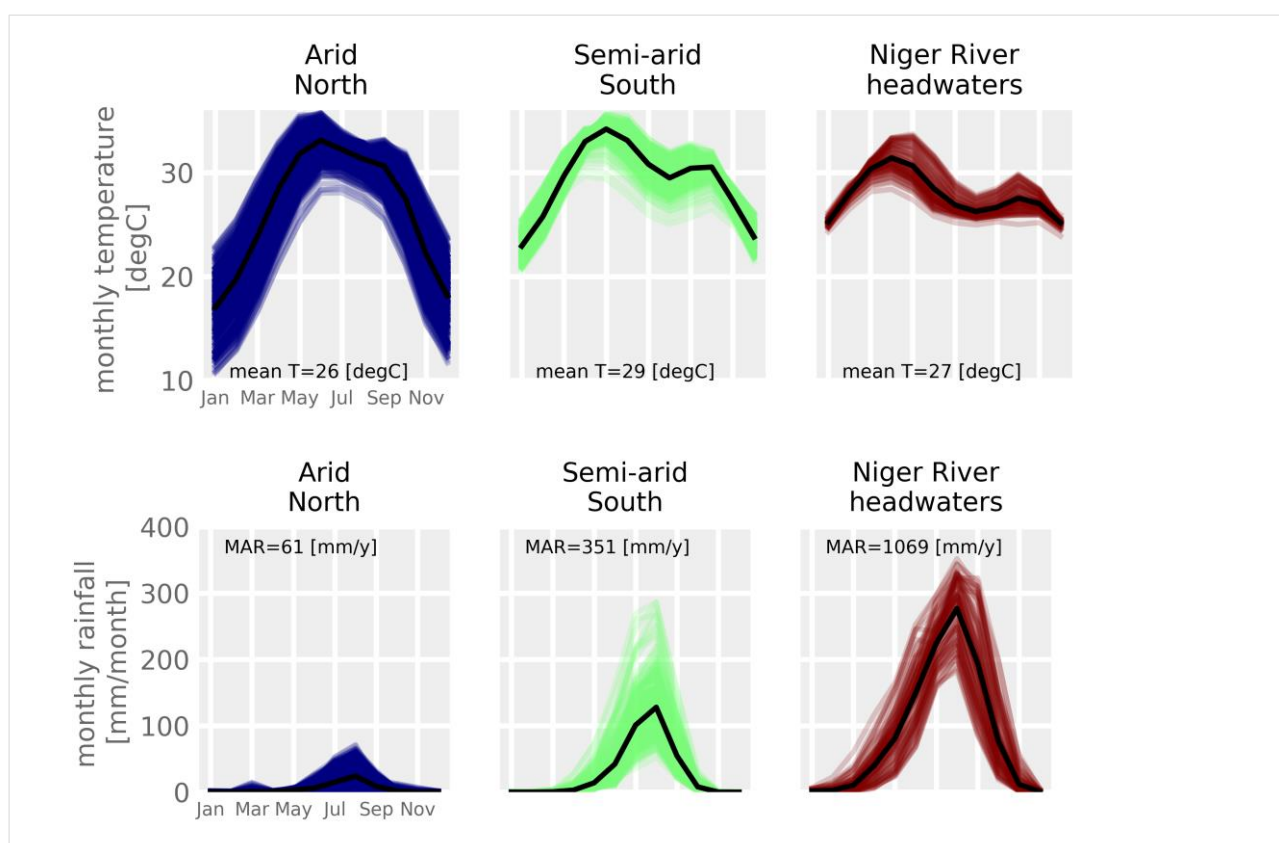 Arid
North
Semi-arid
South
Niger River
headwaters
monthly temperature
[degC]
30
20
10
mean T=26 [degC]
mean T=29 [degC]
mean T=27 [degC]
Jan Mar May Jul Sep Nov
Arid
North
Semi-arid
South
Niger River
headwaters
monthly rainfall
[mm/month]
400
300
200
100
0
MAR=61 [mm/y]
MAR=351 [mm/y]
MAR=1069 [mm/y]
Jan Mar May Jul Sep Nov